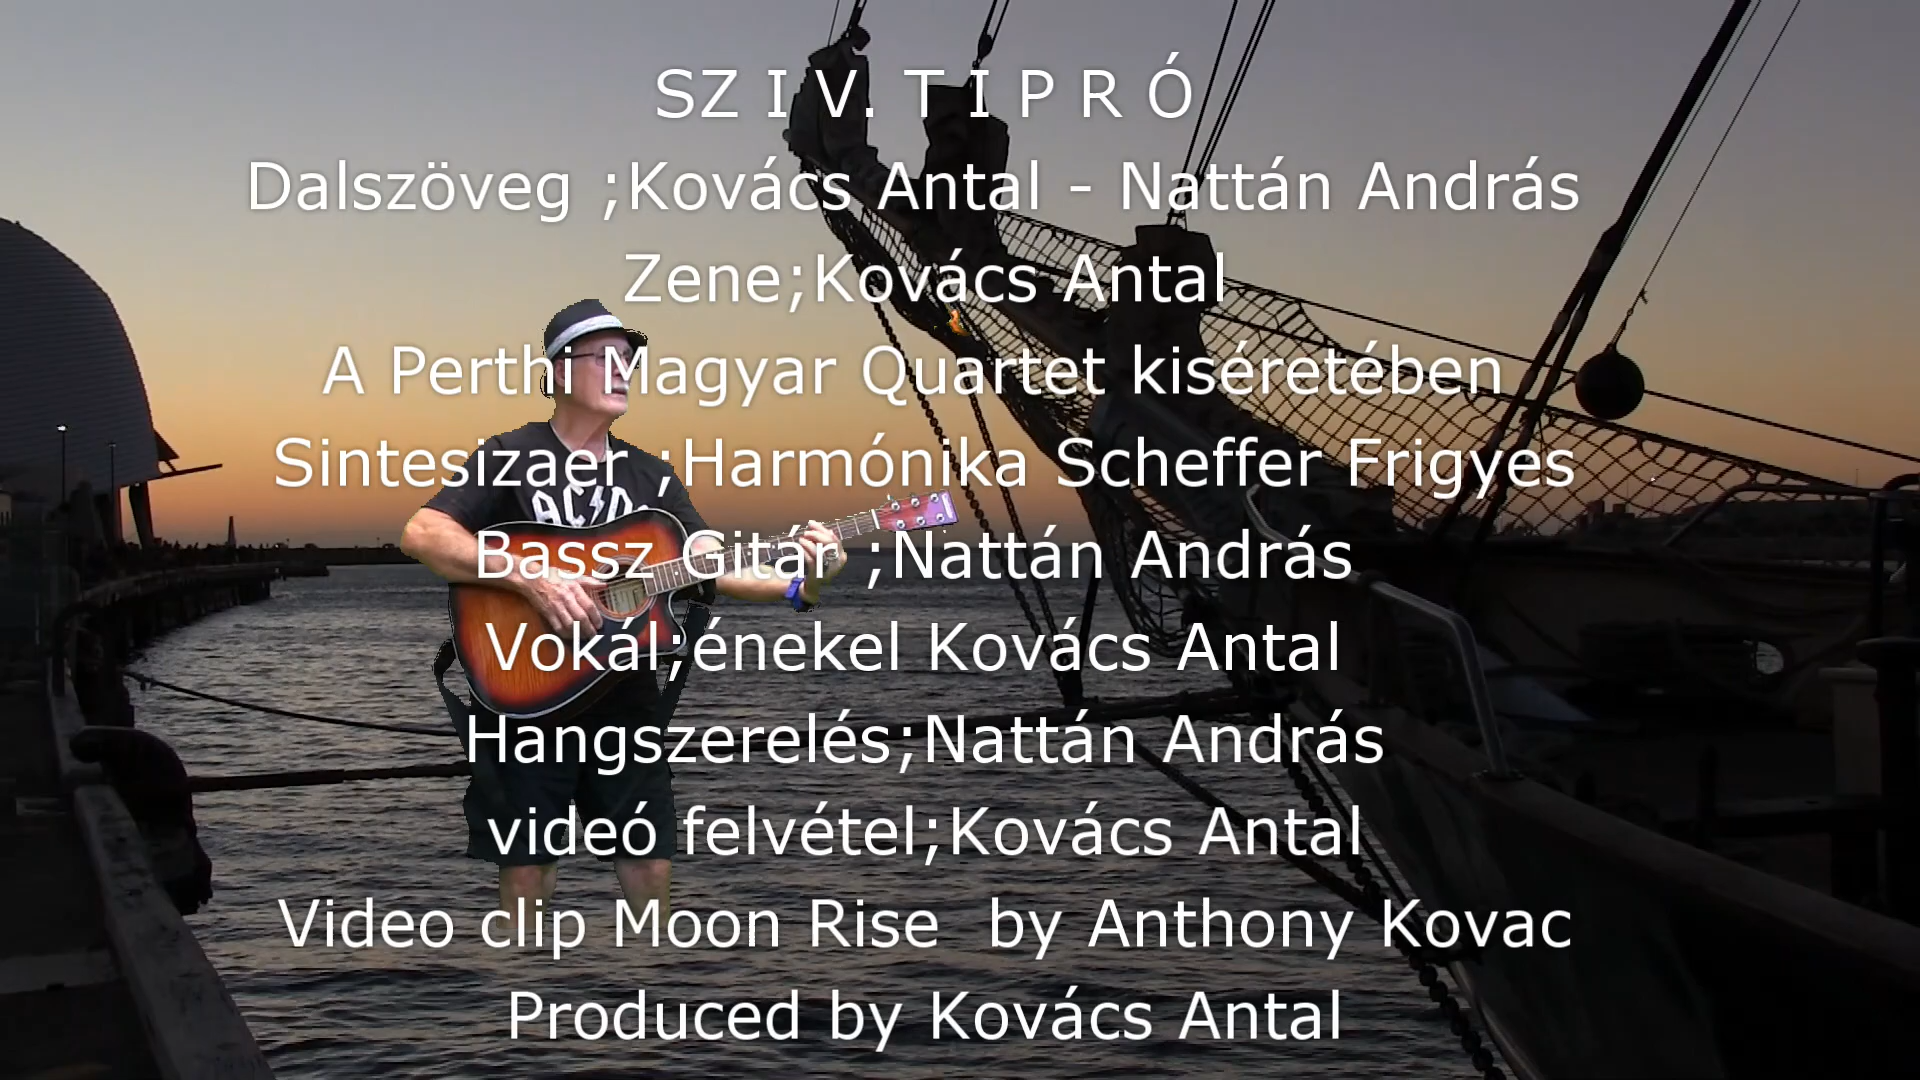 SZ I V. T I P R Ó
Dalszöveg ;Kovács Antal - Nattán András
Zene;Kovács Antal
A Perthi Magyar Quartet kiséretében
Sintesizaer ;Harmónika Scheffer Frigyes
AC/D
Bassz Gitár ;Nattán András
Vokál;énekel Kovács Antal
Hangszerelés;Nattán András
videó felvétel;Kovács Antal
Video clip Moon Rise  by Anthony Kovac
Produced by Kovács Antal